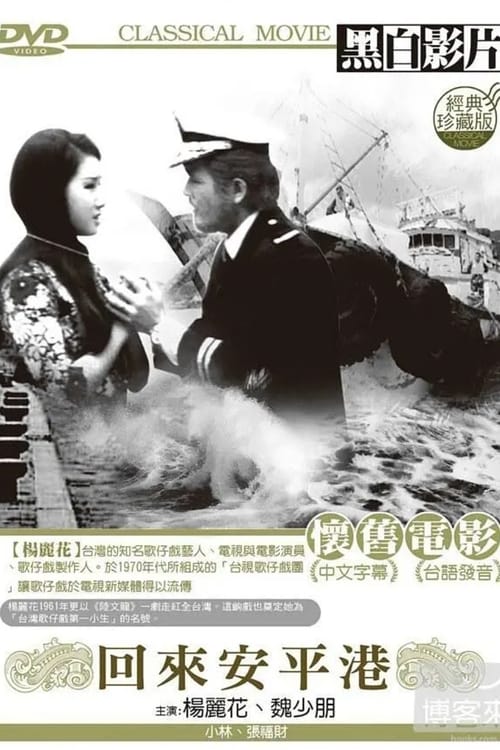 DVD
VIDEO
CLASSICAL MOVIE
黑白影片
經典
珍藏版
CLASSICAL
MOVIE
懷舊電影
中文字幕
台語發音
【楊麗花】台灣的知名歌仔戲藝人、電視與電影演員
、歌仔戲製作人。於1970年代所組成的「台視歌仔戲團
」讓歌仔戲於電視新媒體得以流傳
楊麗花1961年更以《陸文龍》一劇走紅全台灣。這齣戲也奠定她為
「台灣歌仔戲第一小生」的名號。
回來安平港
主演:楊麗花、魏少朋
小林、張福財
博客來
books.com